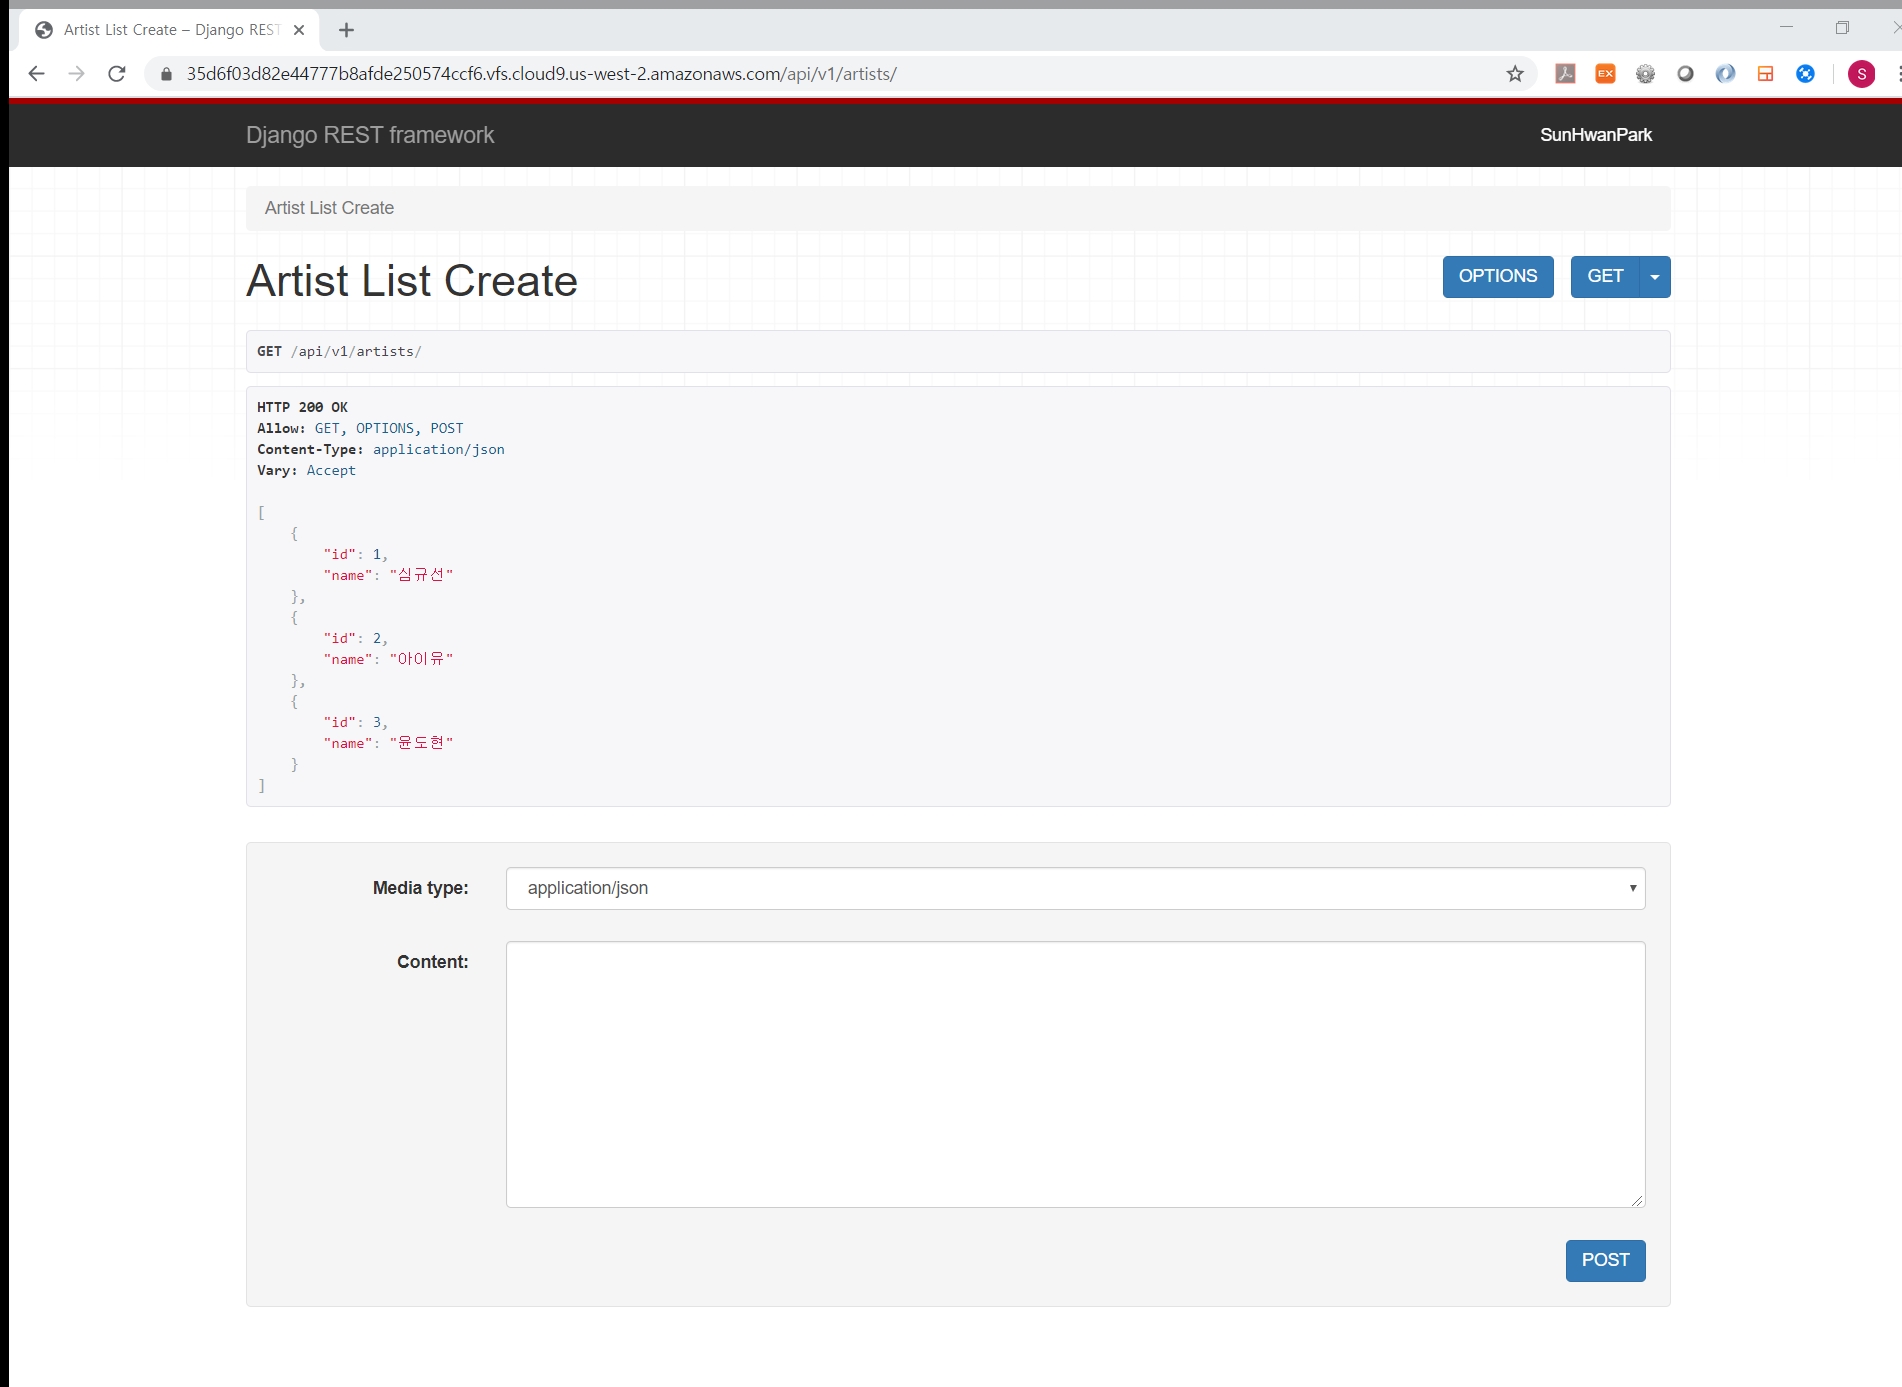 Artist List Create – Django REST
35d6f03d82e44777b8afde250574ccf6.vfs.cloud9.us-west-2.amazonaws.com/api/v1/artists/
EX
S
Django REST framework
SunHwanPark
Artist List Create
Artist List Create
OPTIONS
GET
GET /api/v1/artists/
HTTP 200 OK
Allow: GET, OPTIONS, POST
Content-Type: application/json
Vary: Accept
[
    {
        "id": 1,
        "name": "심규선"
    },
    {
        "id": 2,
        "name": "아이유"
    },
    {
        "id": 3,
        "name": "윤도현"
    }
]
Media type:
application/json
Content:
POST